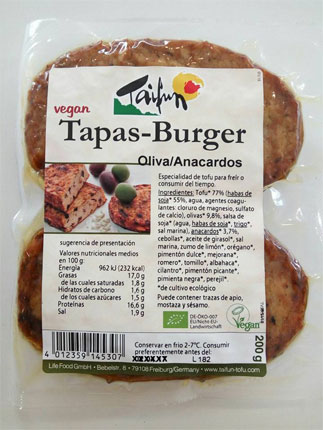 Taifun
vegan
Tapas-Burger
Oliva/Anacardos
Especialidad de tofu para freír o
consumir del tiempo.
Ingredientes: Tofu* 77% (habas de
soja* 55%, agua, agentes coagu-
lantes: cloruro de magnesio, sulfato
de calcio), olivas* 9,8%, salsa de so-
ja* (agua, habas de soja*, trigo*,
sal marina), anacardos* 3,7%,
cebollas*, aceite de girasol*, sal
marina, zumo de limón*, orégano*,
pimentón dulce*, mejorana*,
romero*, tomillo*, albahaca*,
cilantro*, pimentón picante*,
pimienta negra*, perejil*.
*de cultivo ecológico
Puede contener trazas de apio,
mostaza y sésamo.
sugerencia de presentación
Valores nutricionales medios
en 100 g:
Energía 962 kJ (232 kcal)
Grasas 17,0 g
de las cuales saturadas 1,8 g
Hidratos de carbono 1,6 g
de los cuales azúcares 1,5 g
Proteínas 16,6 g
Sal 1,9 g
DE-ÖKO-007
EU/Nicht-EU-
Landwirtschaft
Vegan
200 g
4 012359 145307
Conservar en frio 2-7°C. Consumir
preferentemente antes del:
L 182
Life Food GmbH • Bebelstr. 8 • 79108 Freiburg/Germany • www.taifun-tofu.com